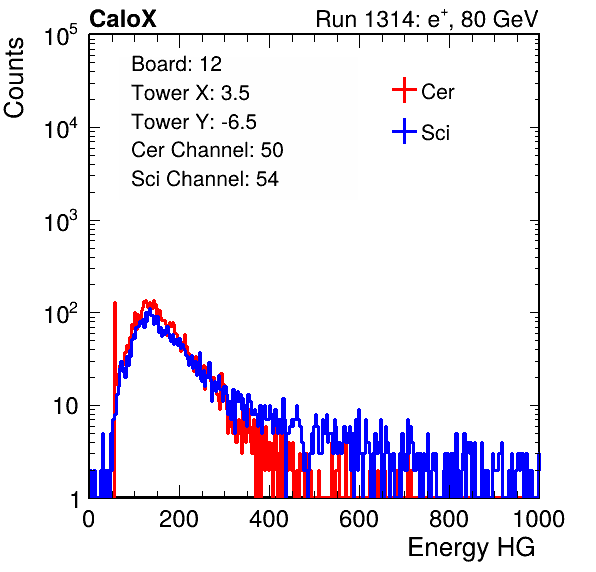 CaloX Run 1314: e⁺, 80 GeV
Counts
Board: 12
Tower X: 3.5
Tower Y: -6.5
Cer Channel: 50
Sci Channel: 54
Cer
Sci
10⁵
10⁴
10³
10²
10
1
0 200 400 600 800 1000
Energy HG